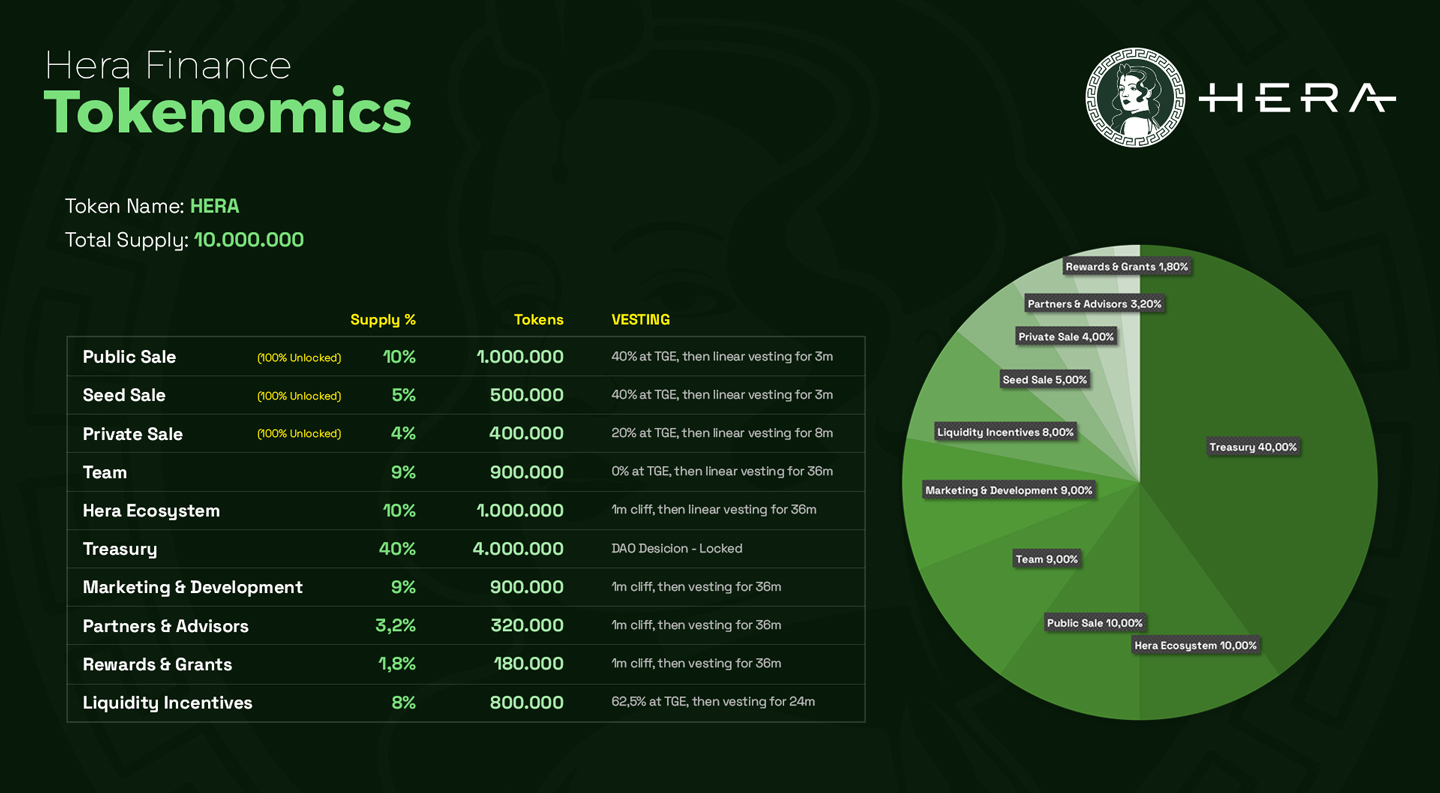 Hera Finance
Tokenomics
HERA
Token Name: HERA
Total Supply: 10.000.000
Supply % Tokens VESTING
Public Sale (100% Unlocked) 10% 1.000.000 40% at TGE, then linear vesting for 3m
Seed Sale (100% Unlocked) 5% 500.000 40% at TGE, then linear vesting for 3m
Private Sale (100% Unlocked) 4% 400.000 20% at TGE, then linear vesting for 8m
Team 9% 900.000 0% at TGE, then linear vesting for 36m
Hera Ecosystem 10% 1.000.000 1m cliff, then linear vesting for 36m
Treasury 40% 4.000.000 DAO Desicion - Locked
Marketing & Development 9% 900.000 1m cliff, then vesting for 36m
Partners & Advisors 3,2% 320.000 1m cliff, then vesting for 36m
Rewards & Grants 1,8% 180.000 1m cliff, then vesting for 36m
Liquidity Incentives 8% 800.000 62,5% at TGE, then vesting for 24m
Rewards & Grants 1,80%
Partners & Advisors 3,20%
Private Sale 4,00%
Seed Sale 5,00%
Liquidity Incentives 8,00%
Treasury 40,00%
Marketing & Development 9,00%
Team 9,00%
Public Sale 10,00%
Hera Ecosystem 10,00%